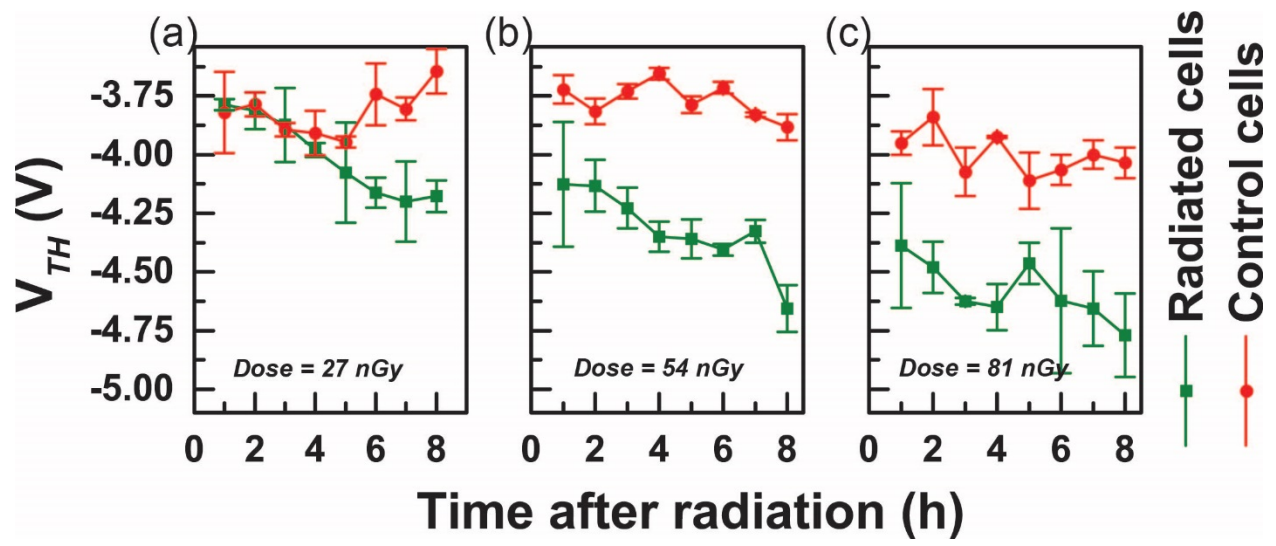 (a)
(b)
(c)
-3.75
-4.00
-4.25
-4.50
-4.75
-5.00
V_TH (V)
Dose = 27 nGy
Dose = 54 nGy
Dose = 81 nGy
0 2 4 6 8
0 2 4 6 8
0 2 4 6 8
Time after radiation (h)
Radiated cells
Control cells